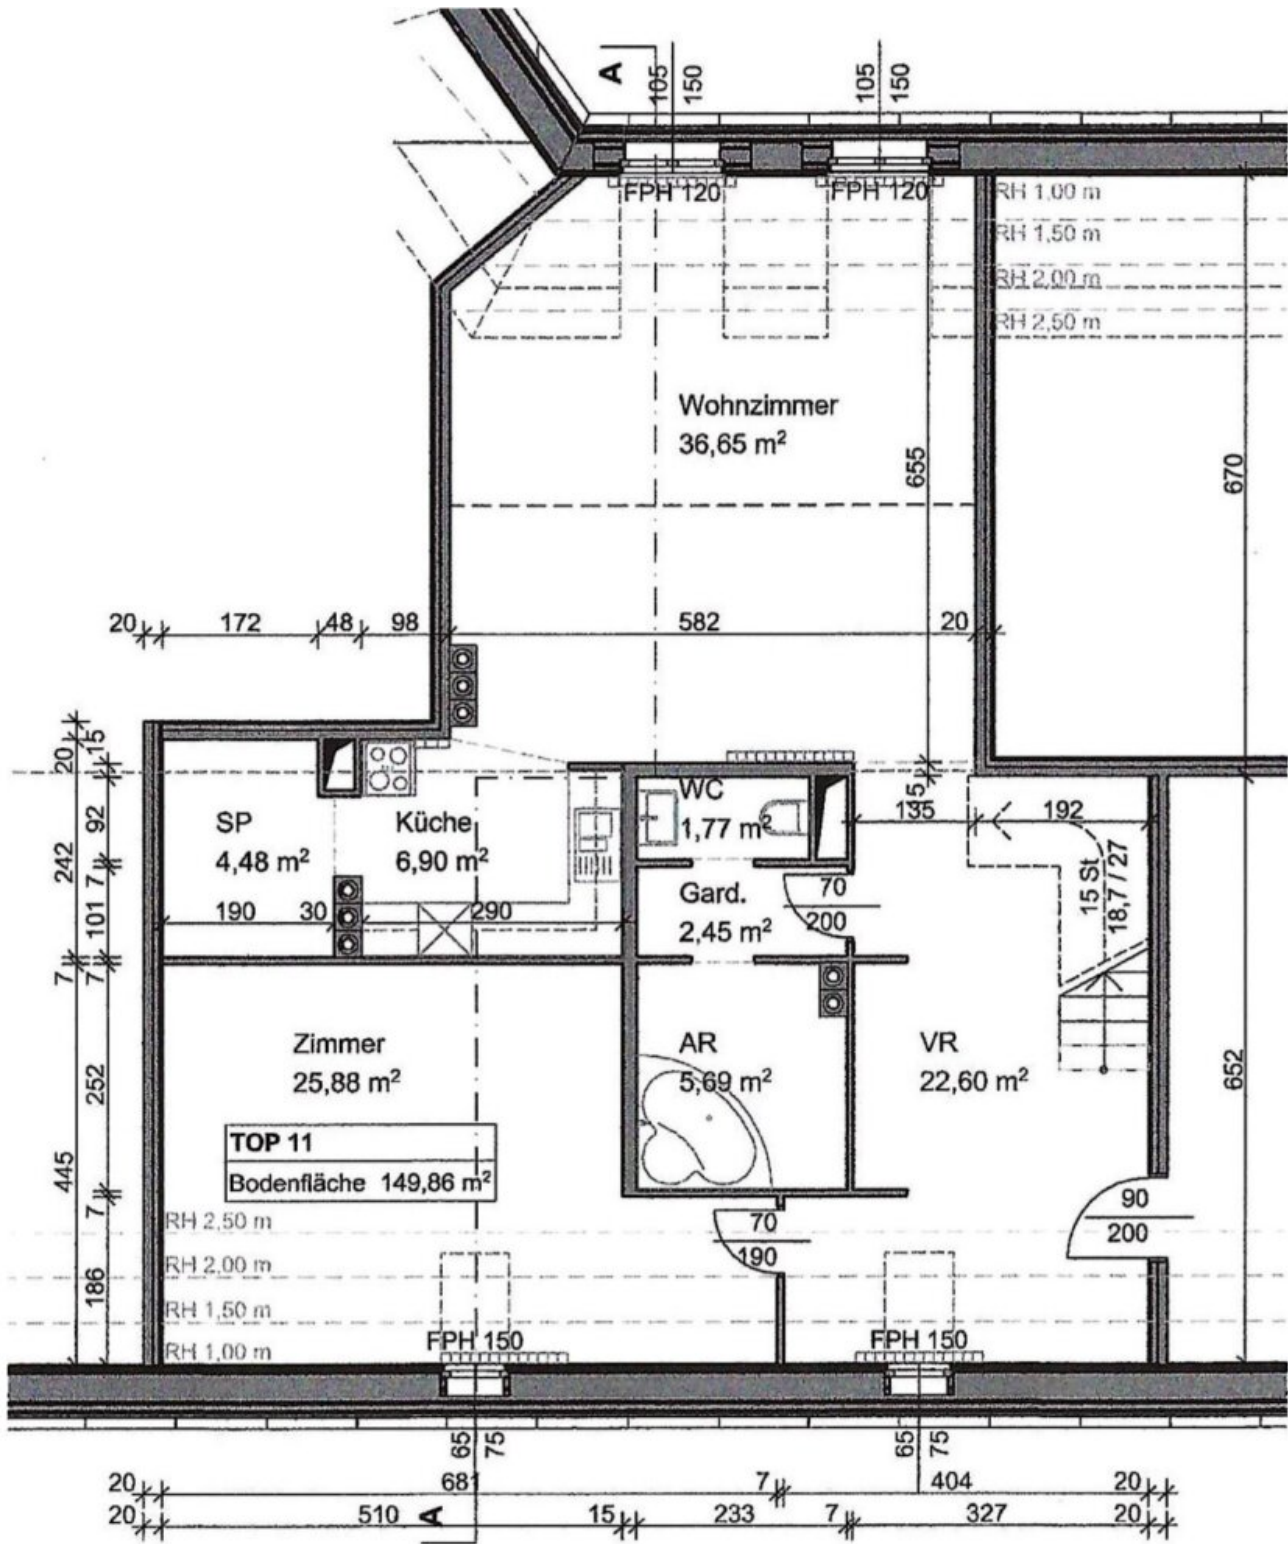 A
105
150
105
150
FPH 120
FPH 120
RH 1,00 m
RH 1,50 m
RH 2,00 m
RH 2,50 m
Wohnzimmer
36,65 m²
655
670
20
172
48
98
582
20
20
15
WC
1,77 m²
15
135
192
SP
4,48 m²
Küche
6,90 m²
92
242
7
101
Gard.
2,45 m²
70
200
15 St
18,7 / 27
190
30
290
7
7
Zimmer
25,88 m²
AR
5,69 m²
VR
22,60 m²
252
652
TOP 11
Bodenfläche 149,86 m²
445
7
90
200
RH 2,50 m
70
190
RH 2,00 m
186
RH 1,50 m
RH 1,00 m
FPH 150
FPH 150
65
75
65
75
20
681
7
404
20
20
510
A
15
233
7
327
20